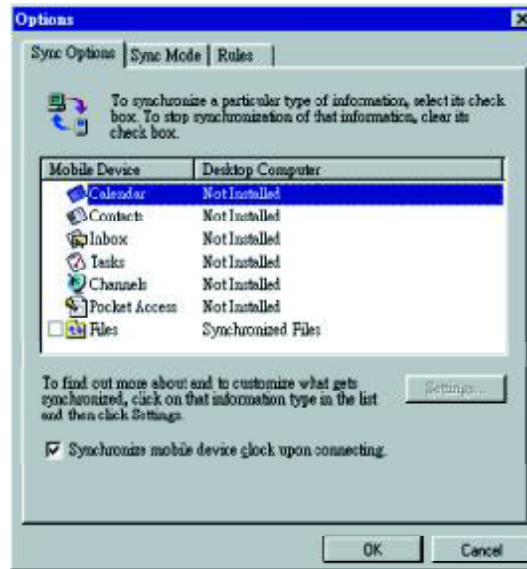 Options
Sync Options Sync Mode Rules
To synchronize a particular type of information, select its check
box. To stop synchronization of that information, clear its
check box.
Mobile Device Desktop Computer
Calendar Not Installed
Contacts Not Installed
Inbox Not Installed
Tasks Not Installed
Channels Not Installed
Pocket Access Not Installed
Files Synchronized Files
To find out more about and to customize what gets
synchronized, click on that information type in the list
and then click Settings.
Settings...
Synchronize mobile device clock upon connecting.
OK Cancel